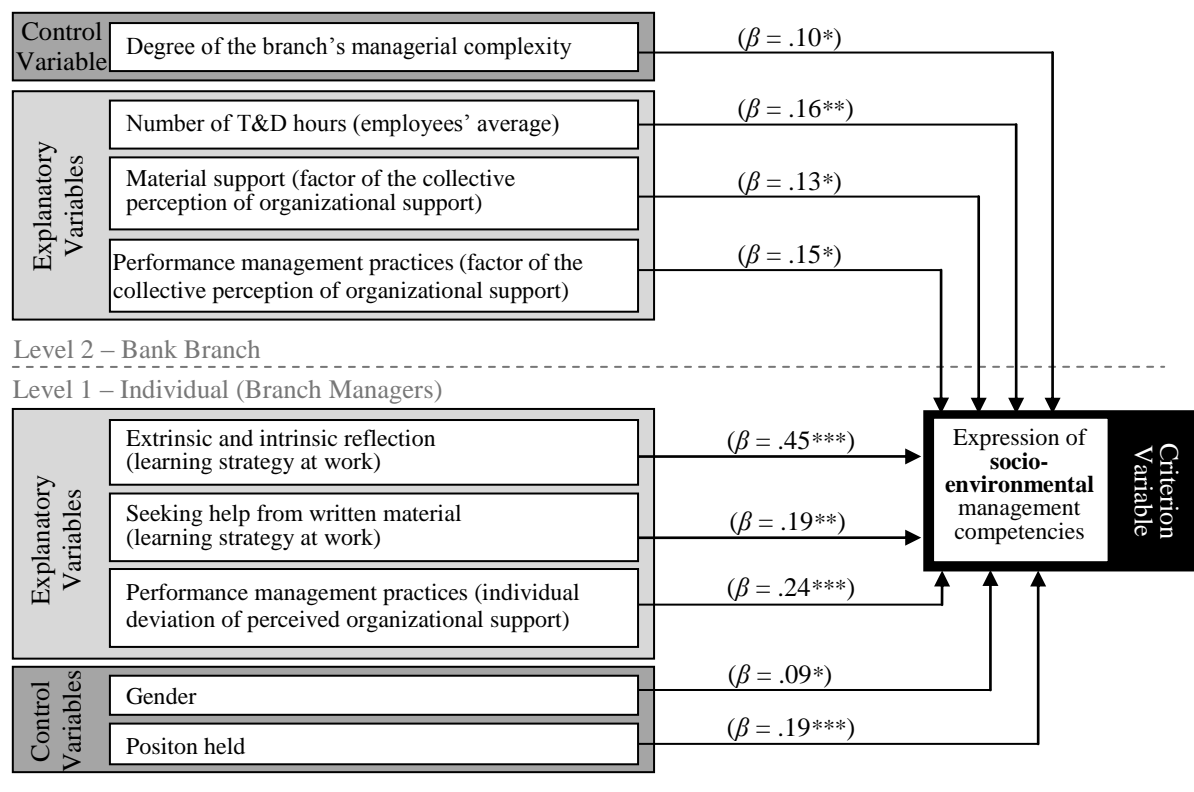 Control
Variable
Degree of the branch's managerial complexity
(β = .10*)
Explanatory
Variables
Number of T&D hours (employees' average)
(β = .16**)
Material support (factor of the collective
perception of organizational support)
(β = .13*)
Performance management practices (factor of the
collective perception of organizational support)
(β = .15*)
Level 2 – Bank Branch
Level 1 – Individual (Branch Managers)
Explanatory
Variables
Extrinsic and intrinsic reflection
(learning strategy at work)
(β = .45***)
Seeking help from written material
(learning strategy at work)
(β = .19**)
Performance management practices (individual
deviation of perceived organizational support)
(β = .24***)
Expression of
socio-
environmental
management
competencies
Criterion
Variable
Control
Variables
Gender
(β = .09*)
Positon held
(β = .19***)